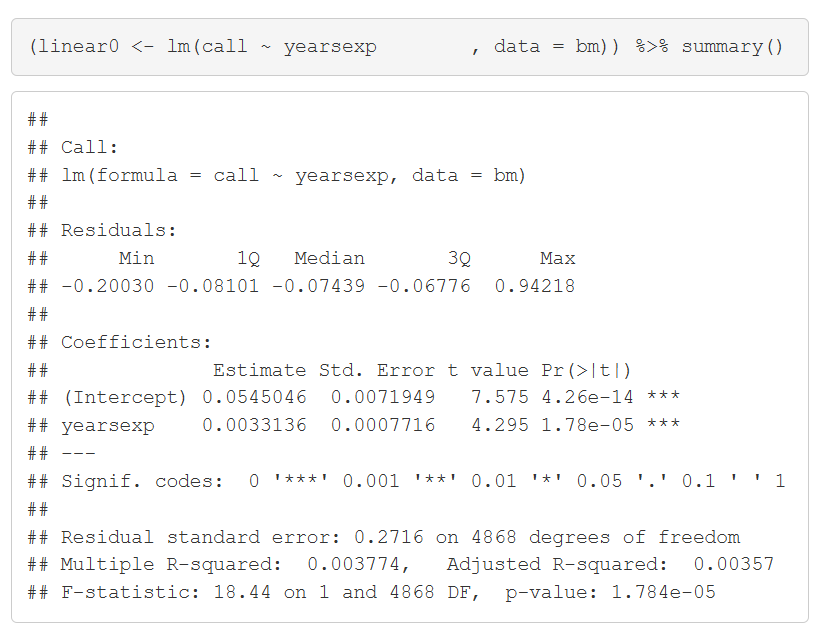 (linear0 <- lm(call ~ yearsexp        , data = bm)) %>% summary()
##
## Call:
## lm(formula = call ~ yearsexp, data = bm)
##
## Residuals:
##      Min       1Q   Median       3Q      Max
## -0.20030 -0.08101 -0.07439 -0.06776  0.94218
##
## Coefficients:
##              Estimate Std. Error t value Pr(>|t|)
## (Intercept) 0.0545046  0.0071949   7.575 4.26e-14 ***
## yearsexp    0.0033136  0.0007716   4.295 1.78e-05 ***
## ---
## Signif. codes:  0 '***' 0.001 '**' 0.01 '*' 0.05 '.' 0.1 ' ' 1
##
## Residual standard error: 0.2716 on 4868 degrees of freedom
## Multiple R-squared:  0.003774,   Adjusted R-squared:  0.00357
## F-statistic: 18.44 on 1 and 4868 DF,  p-value: 1.784e-05